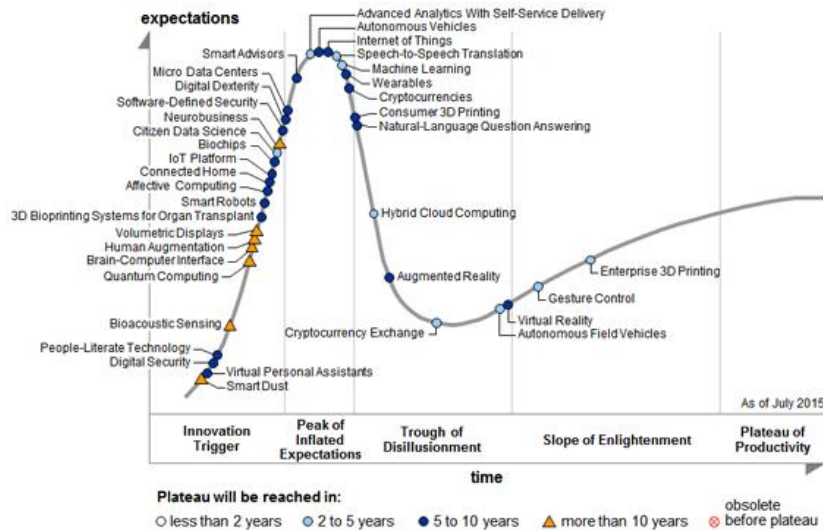 expectations
Advanced Analytics With Self-Service Delivery
Autonomous Vehicles
Internet of Things
Smart Advisors
Speech-to-Speech Translation
Micro Data Centers
Machine Learning
Digital Dexterity
Wearables
Software-Defined Security
Cryptocurrencies
Neurobusiness
Consumer 3D Printing
Citizen Data Science
Natural-Language Question Answering
Biochips
IoT Platform
Connected Home
Affective Computing
Smart Robots
3D Bioprinting Systems for Organ Transplant
Hybrid Cloud Computing
Volumetric Displays
Human Augmentation
Brain-Computer Interface
Quantum Computing
Augmented Reality
Enterprise 3D Printing
Gesture Control
Bioacoustic Sensing
Cryptocurrency Exchange
Virtual Reality
Autonomous Field Vehicles
People-Literate Technology
Digital Security
Virtual Personal Assistants
Smart Dust
As of July 2015
Innovation
Trigger
Peak of
Inflated
Expectations
Trough of
Disillusionment
Slope of Enlightenment
Plateau of
Productivity
time
Plateau will be reached in:
less than 2 years
2 to 5 years
5 to 10 years
more than 10 years
obsolete
before plateau